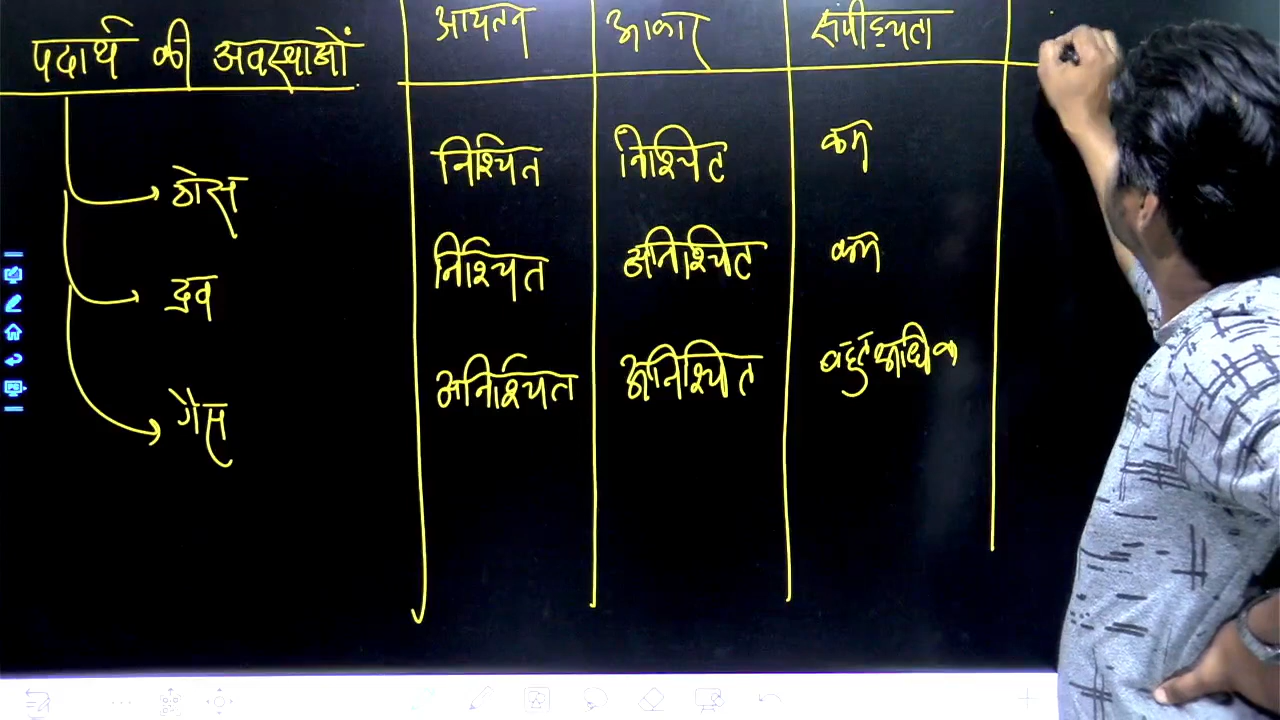 पदार्थ की अवस्थाओं
आयतन आकार संपीड्यता
ठोस निश्चित निश्चित कम
द्रव निश्चित अनिश्चित कम
गैस अनिश्चित अनिश्चित बहुत अधिक